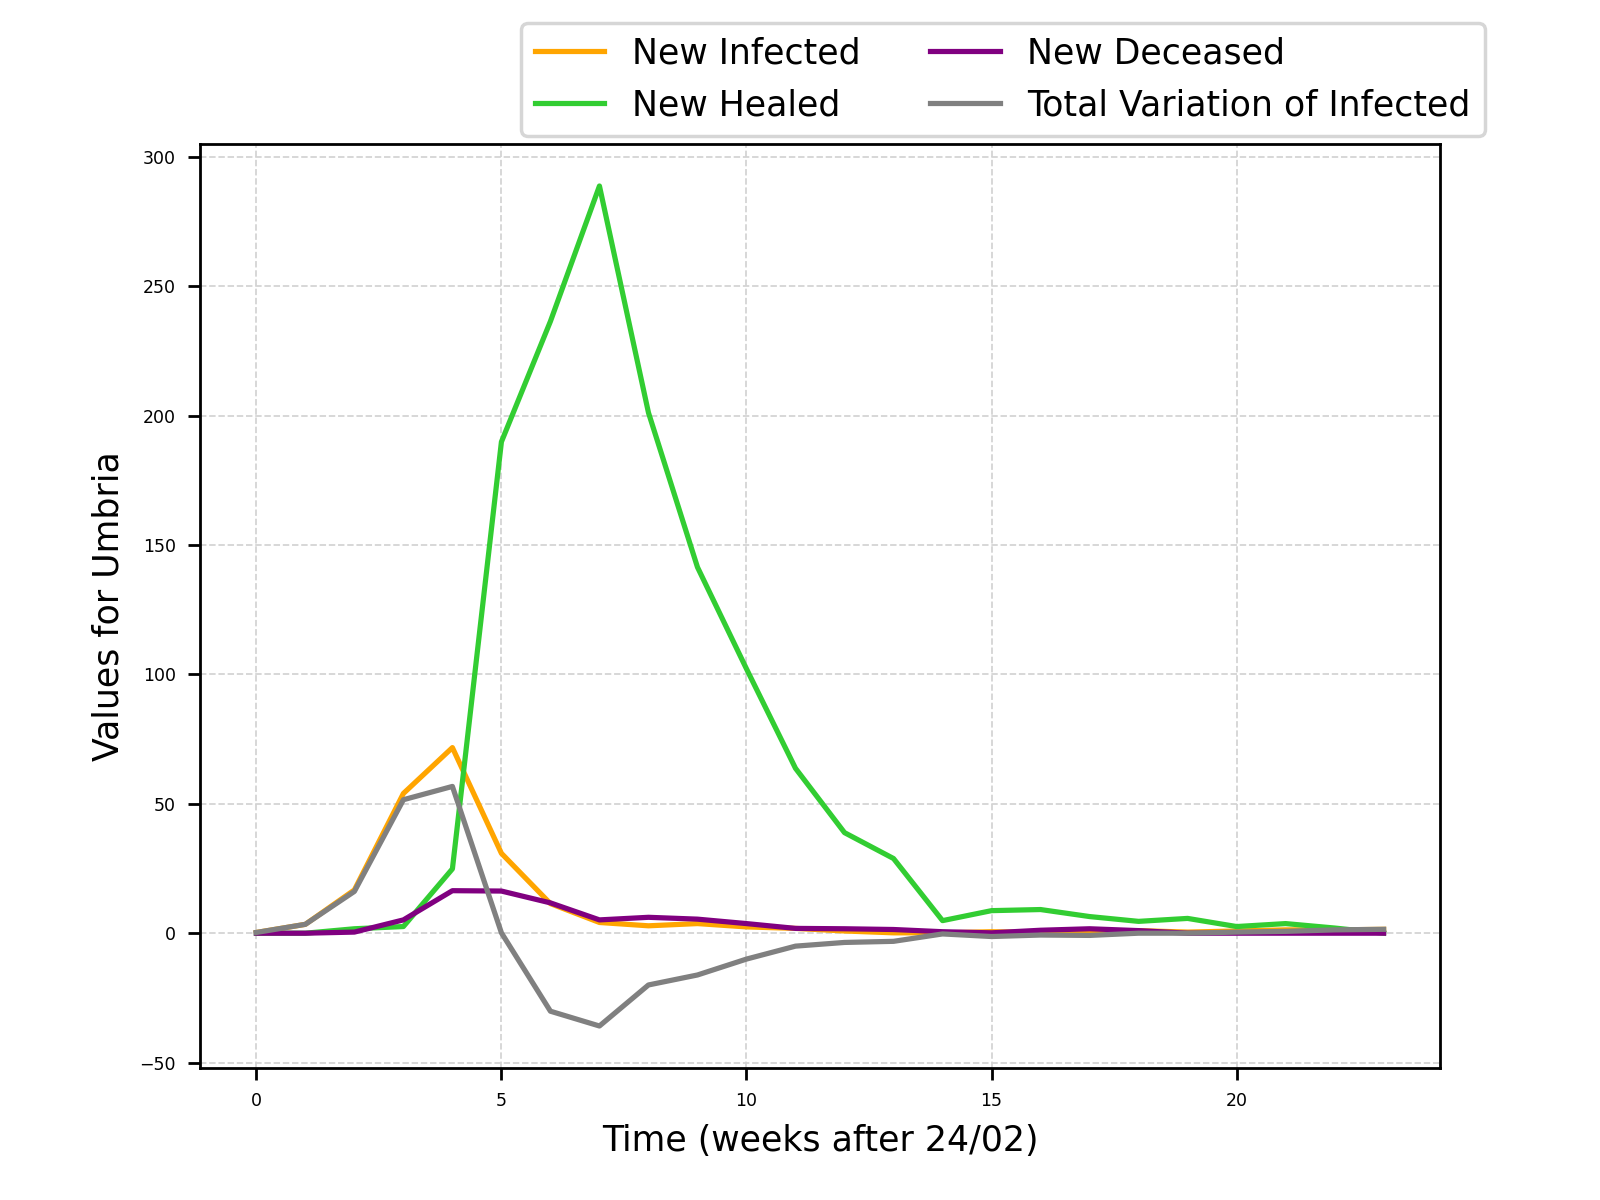 New Infected
New Healed
New Deceased
Total Variation of Infected
300
250
200
150
100
50
0
−50
Values for Umbria
0 5 10 15 20
Time (weeks after 24/02)